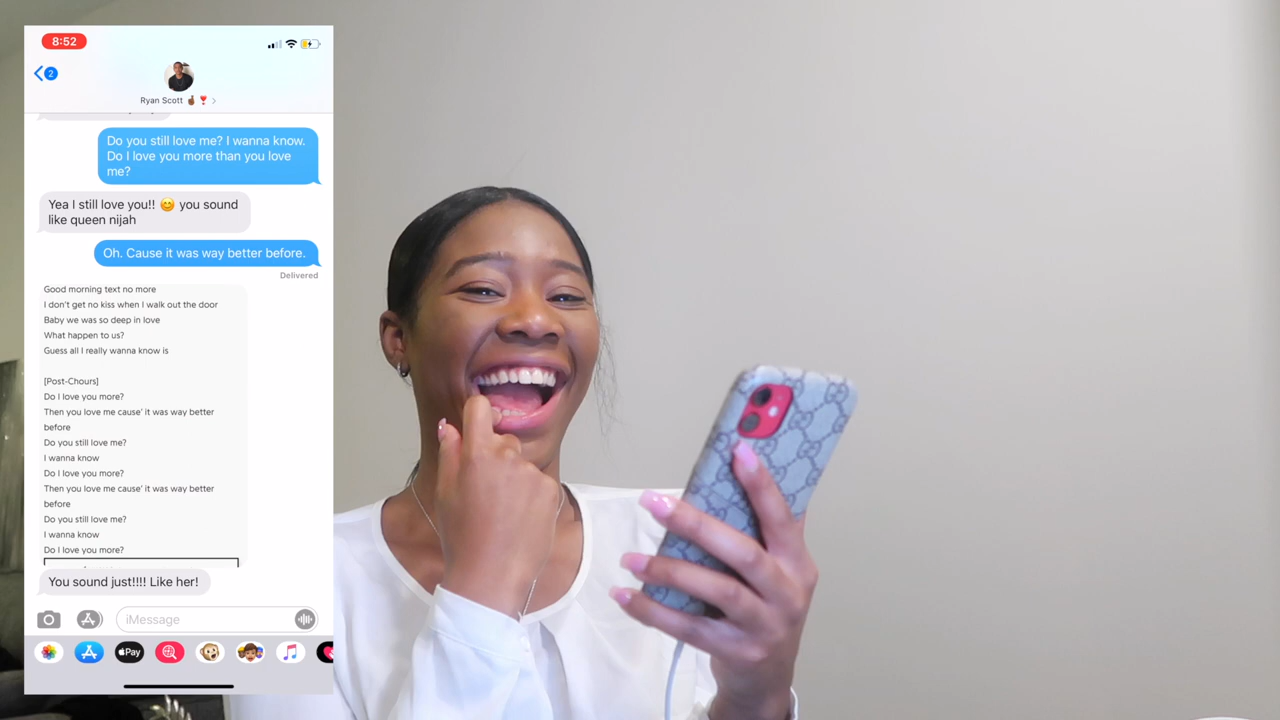 8:52
2
Ryan Scott
Do you still love me? I wanna know.
Do I love you more than you love
me?
Yea I still love you!! 😊 you sound
like queen nijah
Oh. Cause it was way better before.
Delivered
Good morning text no more
I don't get no kiss when I walk out the door
Baby we was so deep in love
What happen to us?
Guess all I really wanna know is
[Post-Chours]
Do I love you more?
Then you love me cause' it was way better
before
Do you still love me?
I wanna know
Do I love you more?
Then you love me cause' it was way better
before
Do you still love me?
I wanna know
Do I love you more?
You sound just!!!! Like her!
iMessage
Pay